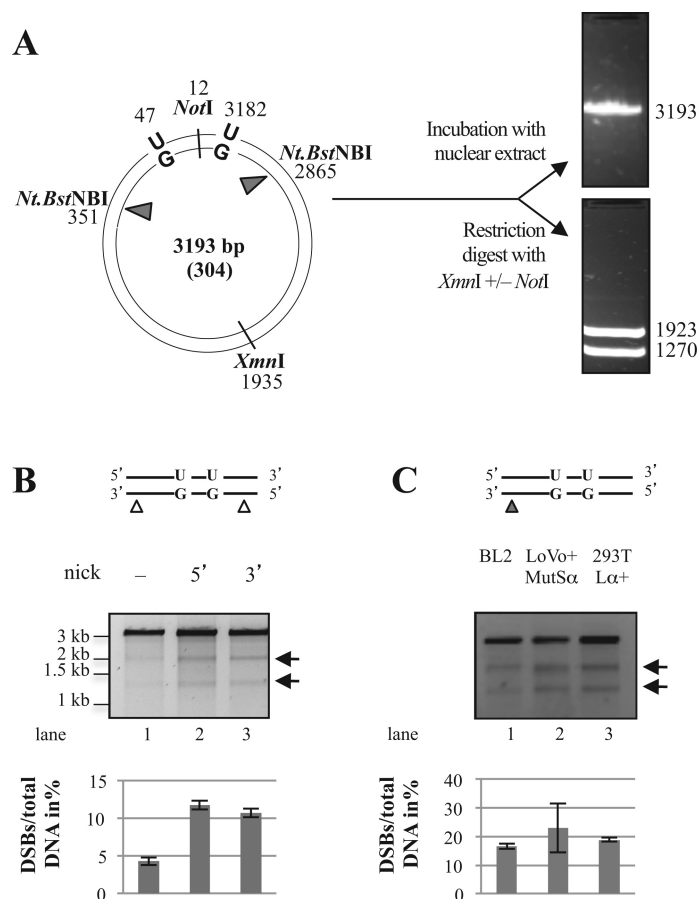 A
12
NotI
47
3182
U
G
U
G
Nt.BstNBI
2865
Nt.BstNBI
351
3193 bp
(304)
XmnI
1935
Incubation with
nuclear extract
Restriction
digest with
XmnI +/– NotI
3193
1923
1270
B
5’ U U 3’
3’ G G 5’
nick – 5’ 3’
3 kb
2 kb
1.5 kb
1 kb
lane 1 2 3
DSBs/total
DNA in%
15
10
5
0
C
5’ U U 3’
3’ G G 5’
BL2 LoVo+ 293T
MutSα Lα+
lane 1 2 3
DSBs/total
DNA in%
40
30
20
10
0